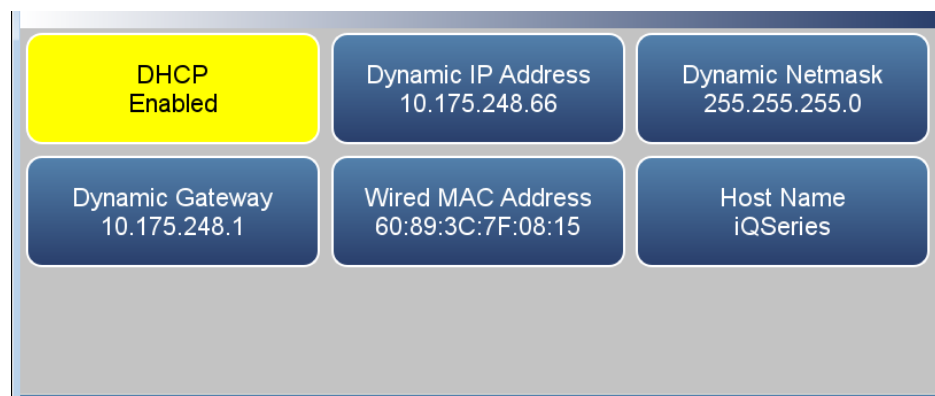 DHCP
Enabled
Dynamic IP Address
10.175.248.66
Dynamic Netmask
255.255.255.0
Dynamic Gateway
10.175.248.1
Wired MAC Address
60:89:3C:7F:08:15
Host Name
iQSeries